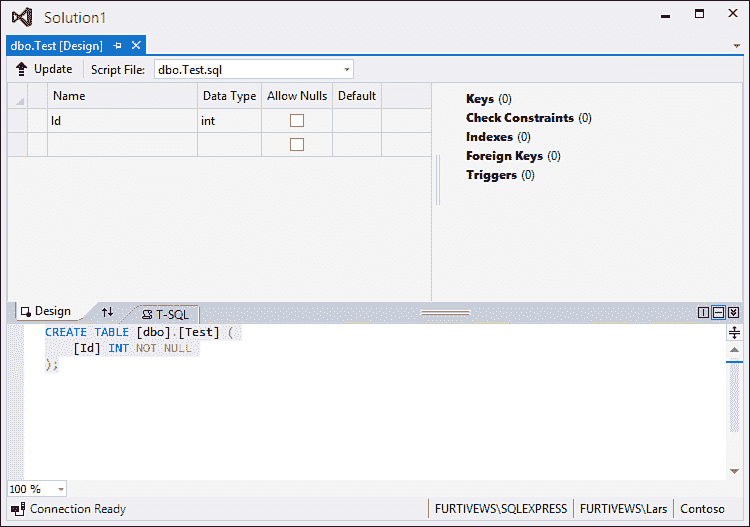 Solution1
dbo.Test [Design]
Update Script File: dbo.Test.sql
Name Data Type Allow Nulls Default
Id int
Keys (0)
Check Constraints (0)
Indexes (0)
Foreign Keys (0)
Triggers (0)
Design T-SQL
CREATE TABLE [dbo].[Test] (
[Id] INT NOT NULL
);
100 %
Connection Ready FURTIVEWS\SQLEXPRESS FURTIVEWS\Lars Contoso